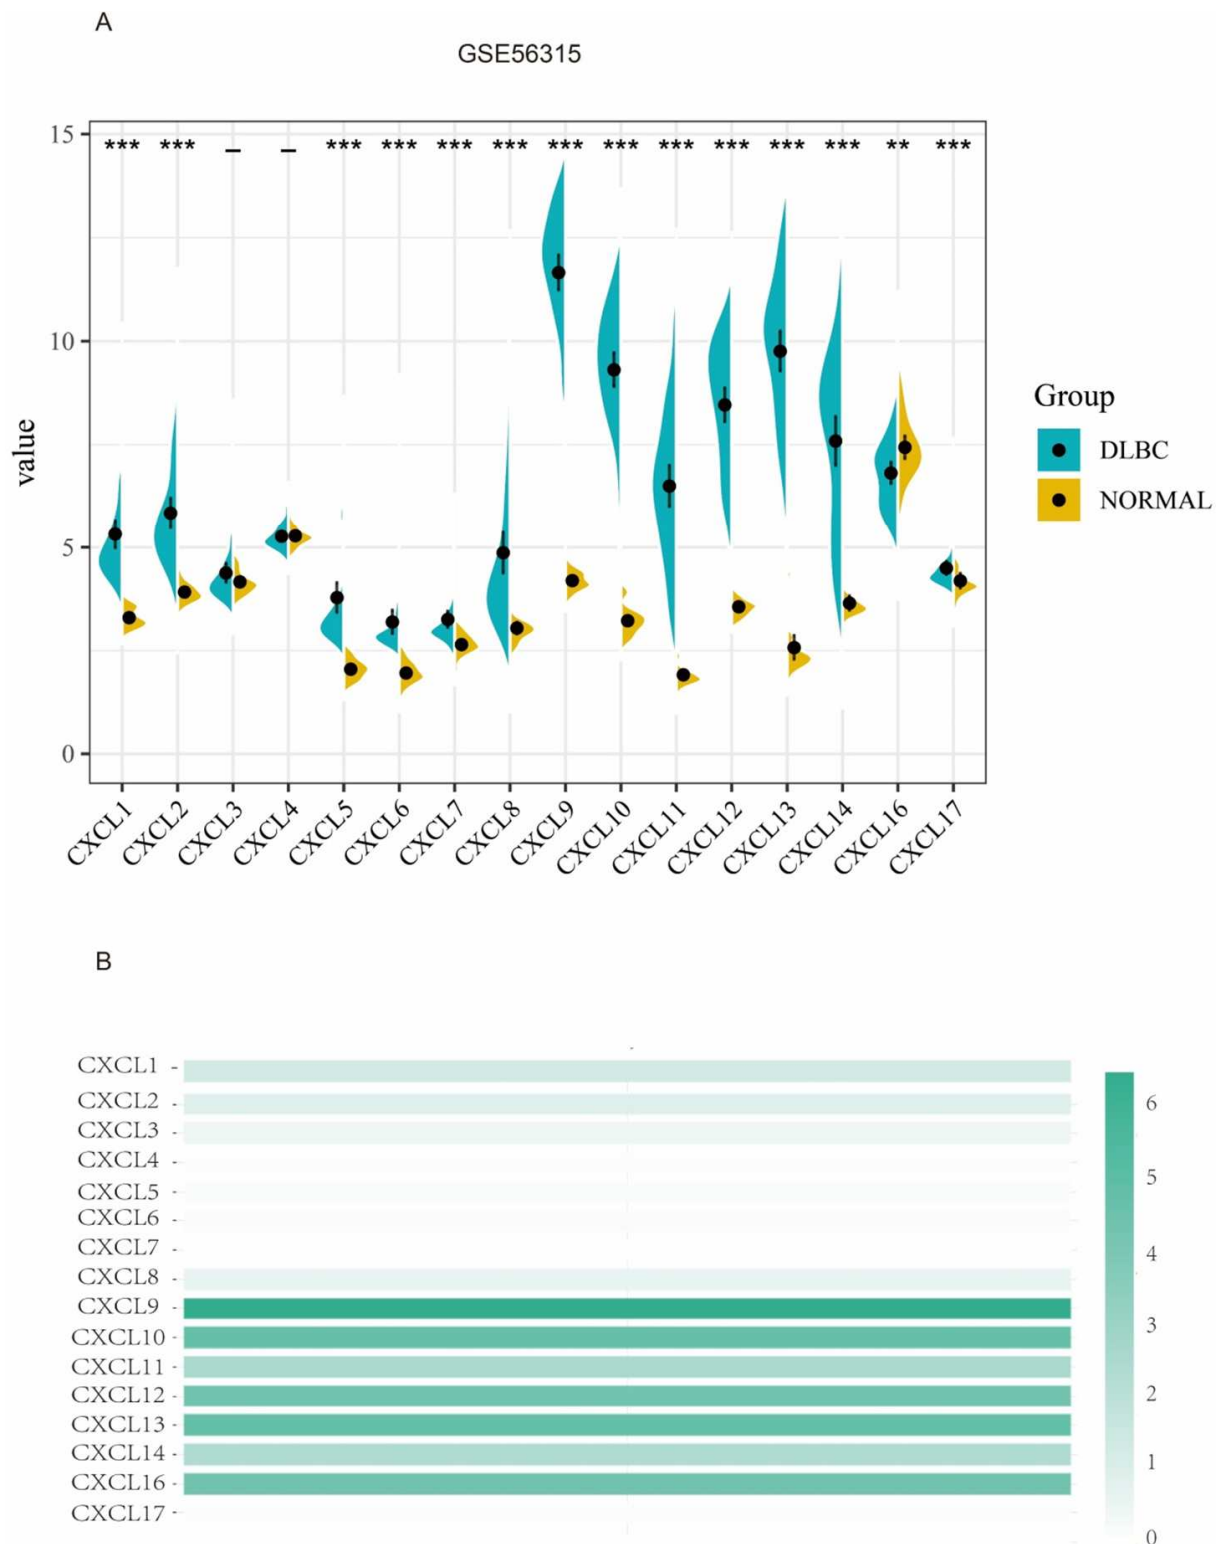 A
GSE56315
*** *** – – *** *** *** *** *** *** *** *** *** *** ** ***
15
10
5
0
value
CXCL1 CXCL2 CXCL3 CXCL4 CXCL5 CXCL6 CXCL7 CXCL8 CXCL9 CXCL10 CXCL11 CXCL12 CXCL13 CXCL14 CXCL16 CXCL17
Group
DLBC
NORMAL
B
CXCL1
CXCL2
CXCL3
CXCL4
CXCL5
CXCL6
CXCL7
CXCL8
CXCL9
CXCL10
CXCL11
CXCL12
CXCL13
CXCL14
CXCL16
CXCL17
6
5
4
3
2
1
0